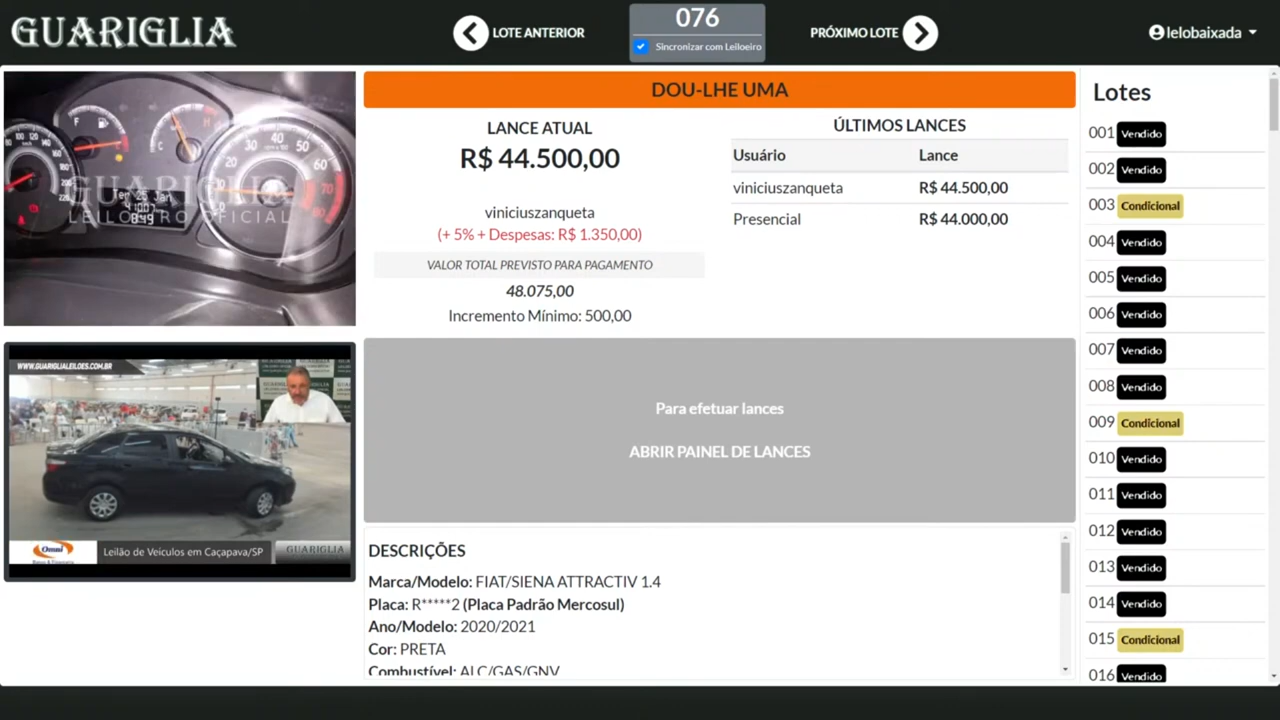 GUARIGLIA
LOTE ANTERIOR
076
Sincronizar com Leiloeiro
PRÓXIMO LOTE
lelobaixada
GUARIGLIA
LEILOEIRO OFICIAL
DOU-LHE UMA
LANCE ATUAL
R$ 44.500,00
viniciuszanqueta
(+ 5% + Despesas: R$ 1.350,00)
VALOR TOTAL PREVISTO PARA PAGAMENTO
48.075,00
Incremento Mínimo: 500,00
ÚLTIMOS LANCES
Usuário Lance
viniciuszanqueta R$ 44.500,00
Presencial R$ 44.000,00
WWW.GUARIGLIALEILOES.COM.BR
Omni
Leilão de Veiculos em Caçapava/SP
GUARIGLIA
Para efetuar lances
ABRIR PAINEL DE LANCES
DESCRIÇÕES
Marca/Modelo: FIAT/SIENA ATTRACTIV 1.4
Placa: R*****2 (Placa Padrão Mercosul)
Ano/Modelo: 2020/2021
Cor: PRETA
Combustível: ALC/GAS/GNV
Lotes
001 Vendido
002 Vendido
003 Condicional
004 Vendido
005 Vendido
006 Vendido
007 Vendido
008 Vendido
009 Condicional
010 Vendido
011 Vendido
012 Vendido
013 Vendido
014 Vendido
015 Condicional
016 Vendido